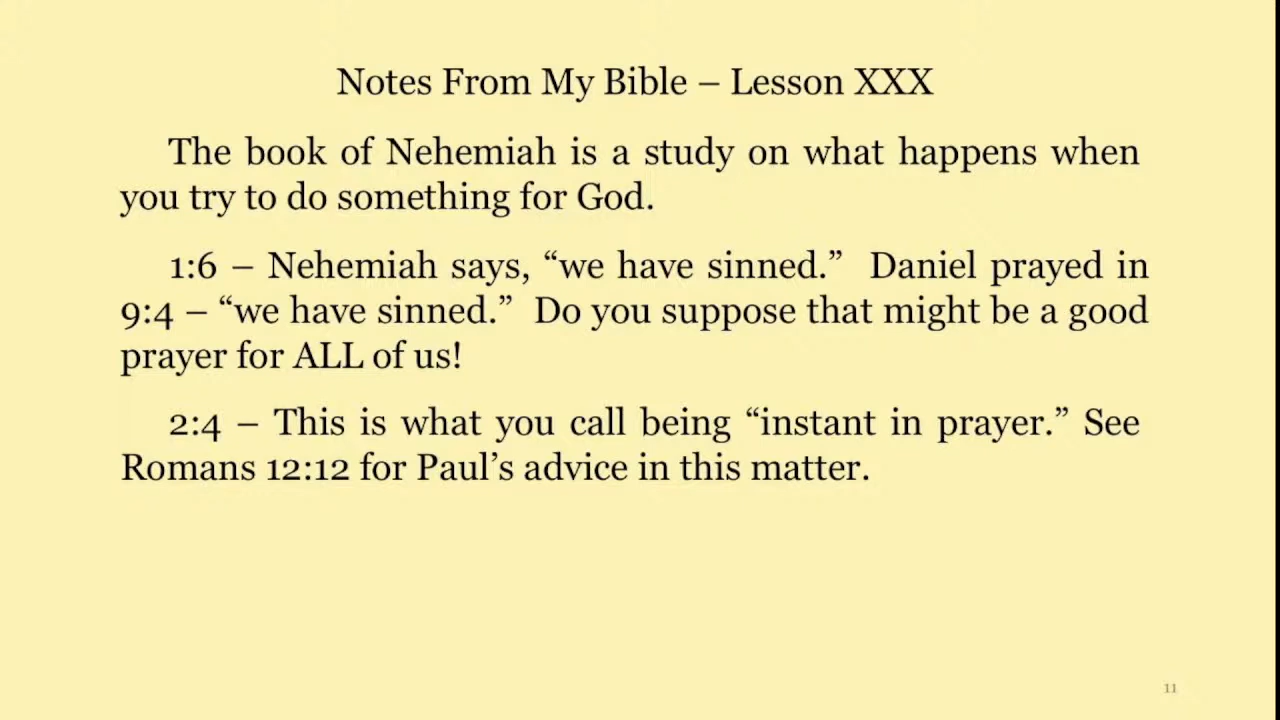 Notes From My Bible – Lesson XXX
The book of Nehemiah is a study on what happens when
you try to do something for God.
1:6 – Nehemiah says, “we have sinned.”  Daniel prayed in
9:4 – “we have sinned.”  Do you suppose that might be a good
prayer for ALL of us!
2:4 – This is what you call being “instant in prayer.” See
Romans 12:12 for Paul’s advice in this matter.
11